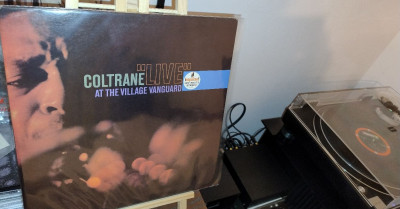 COLTRANE "LIVE"
AT THE VILLAGE VANGUARD